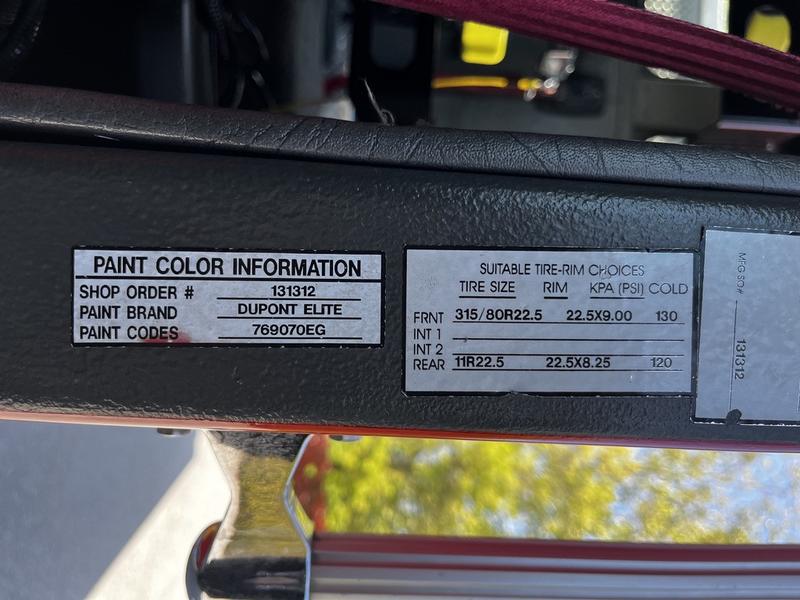 PAINT COLOR INFORMATION
SHOP ORDER # 131312
PAINT BRAND DUPONT ELITE
PAINT CODES 769070EG
SUITABLE TIRE-RIM CHOICES
TIRE SIZE RIM KPA (PSI) COLD
FRNT 315/80R22.5 22.5X9.00 130
INT 1
INT 2
REAR 11R22.5 22.5X8.25 120
MFG SO # 131312